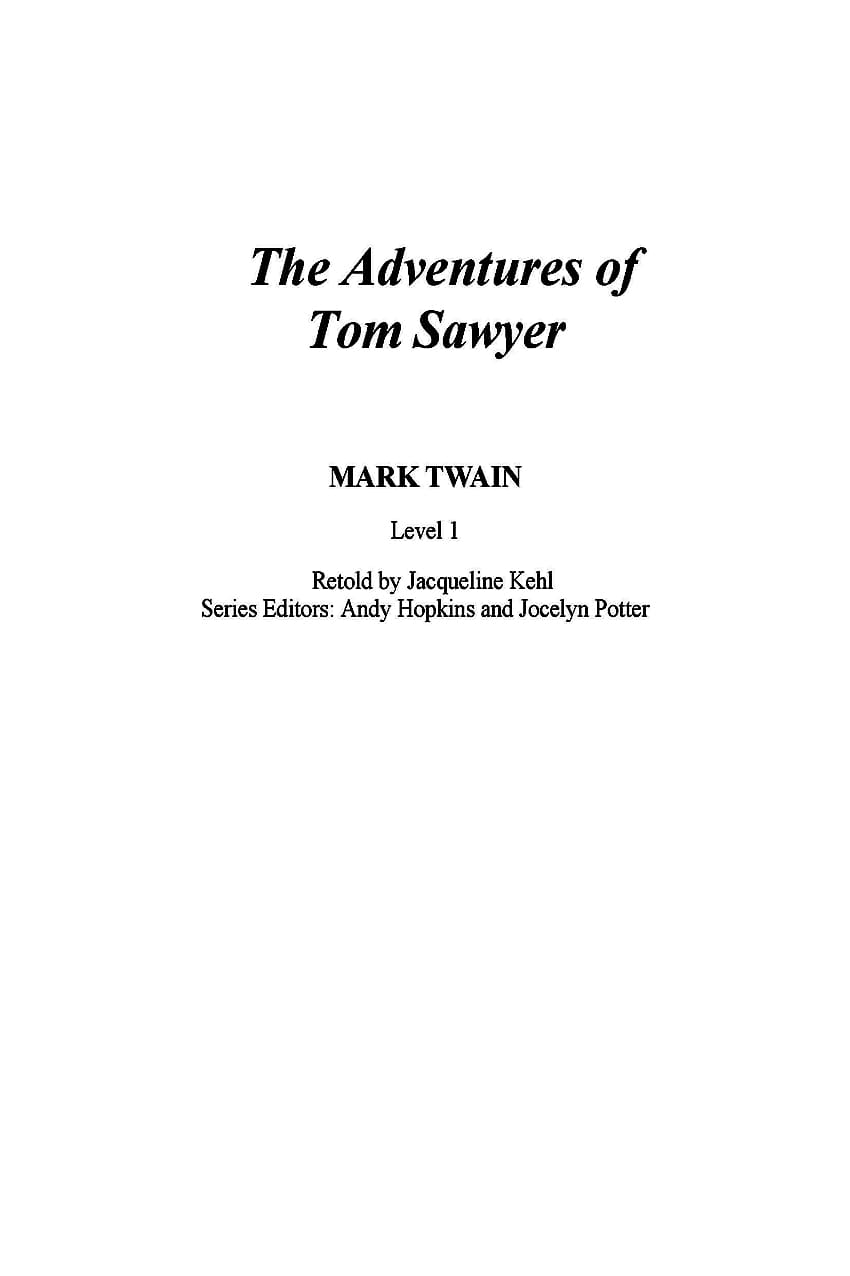 The Adventures of
Tom Sawyer
MARK TWAIN
Level 1
Retold by Jacqueline Kehl
Series Editors: Andy Hopkins and Jocelyn Potter